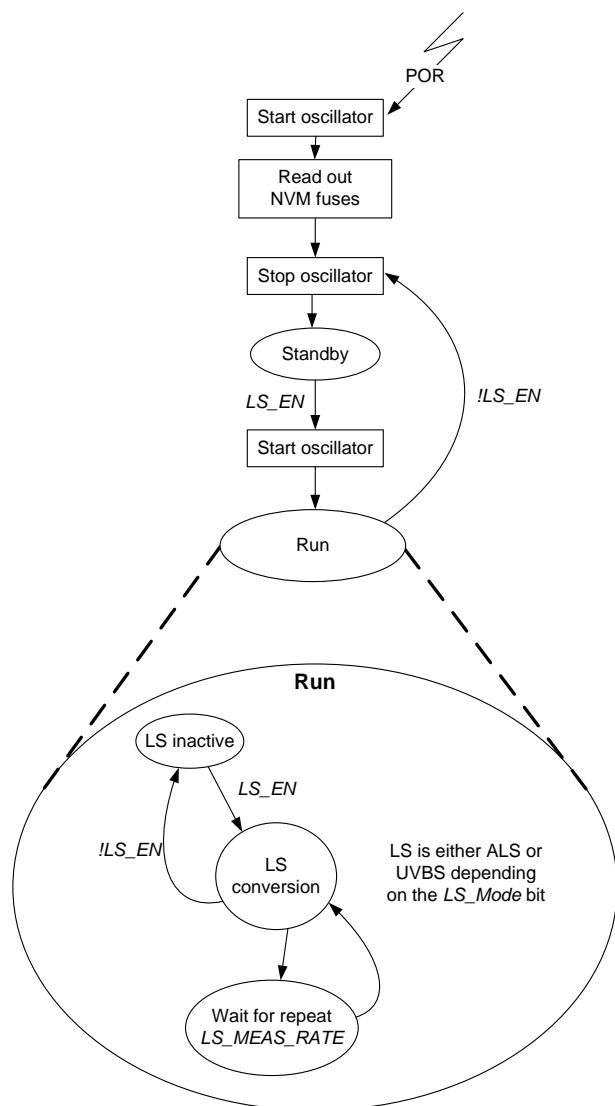 POR
Start oscillator
Read out
NVM fuses
Stop oscillator
Standby
LS_EN
!LS_EN
Start oscillator
Run
Run
LS inactive
LS_EN
!LS_EN
LS
conversion
LS is either ALS or
UVBS depending
on the LS_Mode bit
Wait for repeat
LS_MEAS_RATE